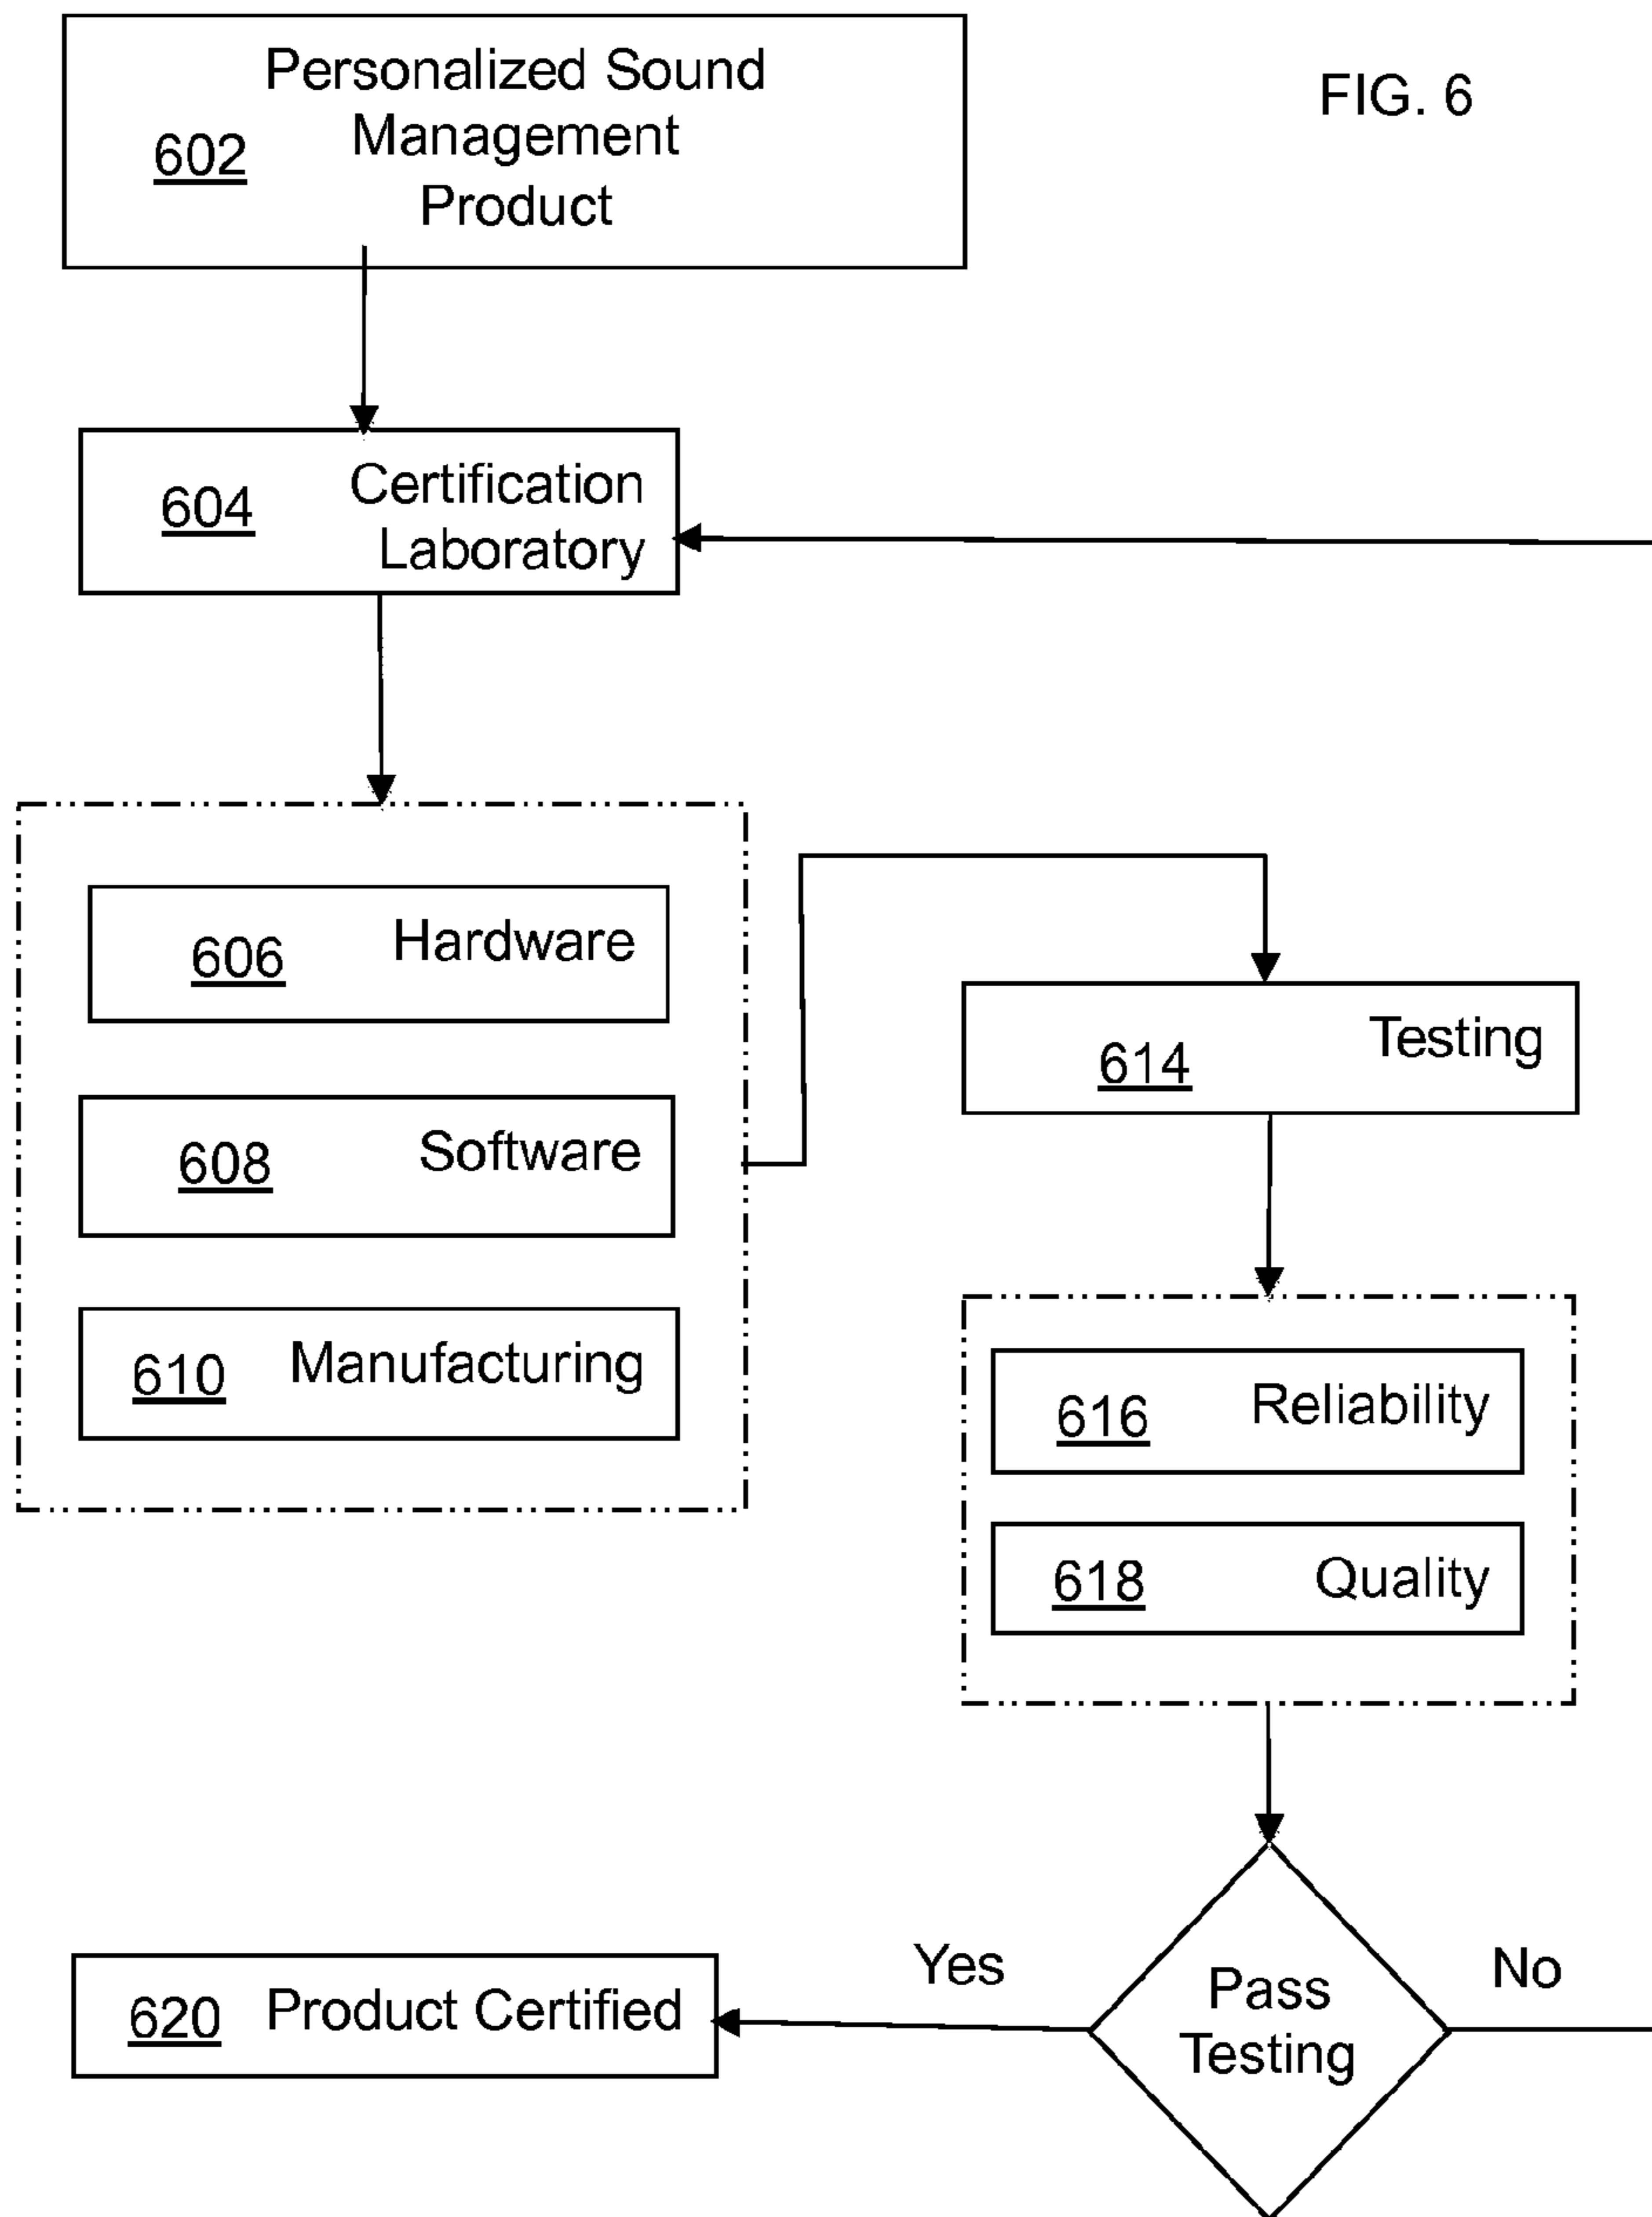 FIG. 6
Personalized Sound
Management
602
Product
Certification
604
Laboratory
Hardware
606
Software
608
Manufacturing
610
Testing
614
Reliability
616
Quality
618
Pass
Testing
Yes
No
Product Certified
620